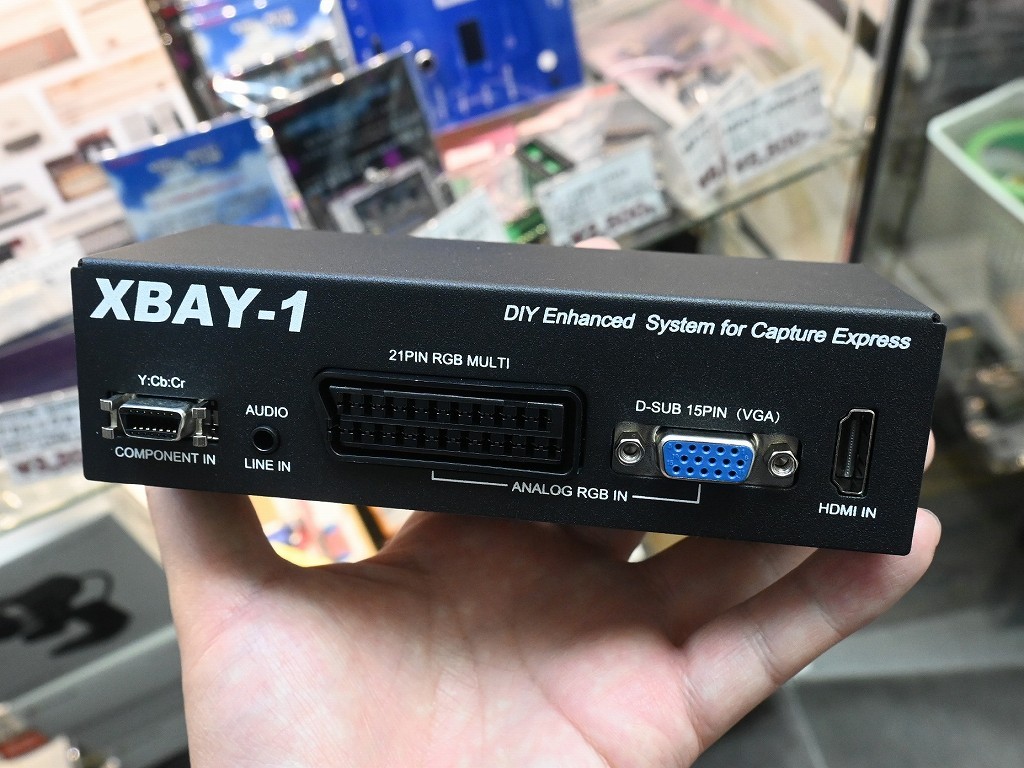 XBAY-1
DIY Enhanced System for Capture Express
21PIN RGB MULTI
Y:Cb:Cr
AUDIO
D-SUB 15PIN（VGA）
COMPONENT IN
LINE IN
ANALOG RGB IN
HDMI IN